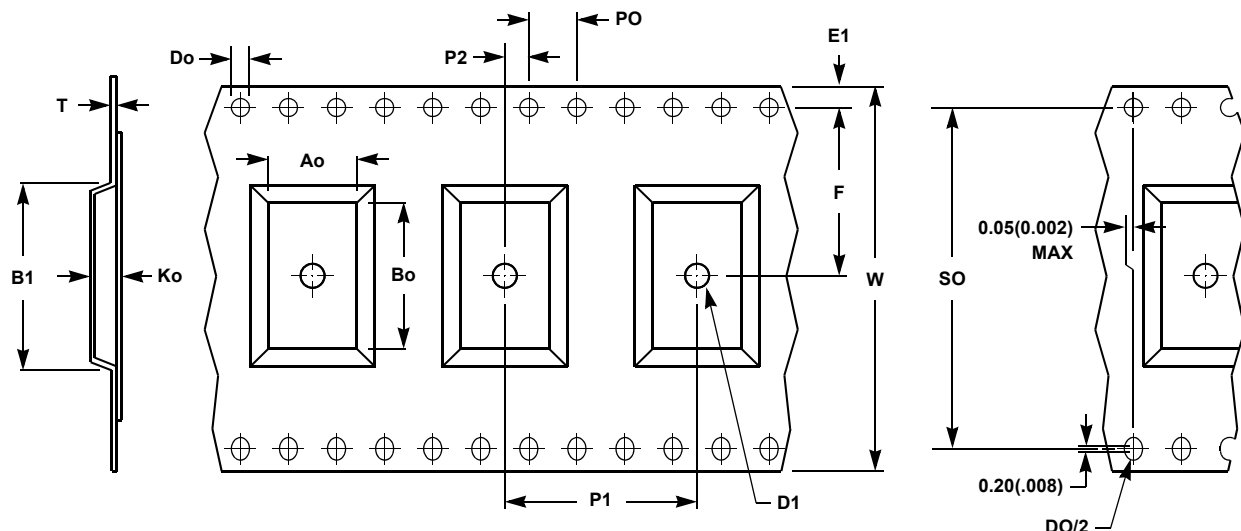 PO
E1
Do
P2
T
Ao
F
0.05(0.002)
MAX
B1
Ko
Bo
W
SO
P1
D1
0.20(.008)
DO/2